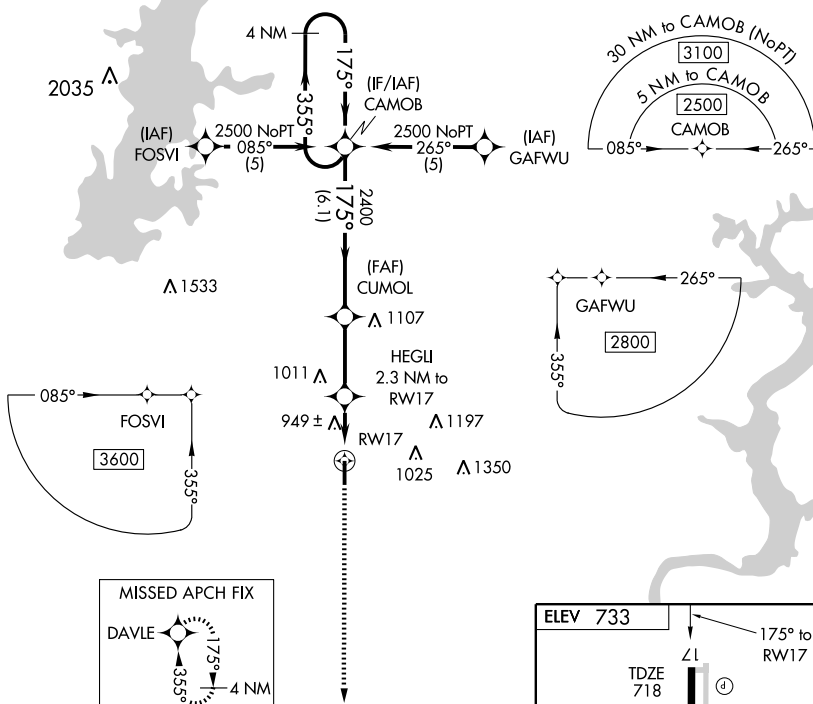 4 NM
175°
355°
2035
(IF/IAF)
CAMOB
(IAF)
FOSVI
2500 NoPT
085°
(5)
2500 NoPT
265°
(5)
(IAF)
GAFWU
30 NM to CAMOB (NoPT)
3100
5 NM to CAMOB
2500
CAMOB
085°
265°
2400
175°
(6.1)
1533
(FAF)
CUMOL
1107
GAFWU
265°
2800
355°
1011
HEGLI
2.3 NM to
RW17
085°
FOSVI
3600
355°
949 ±
RW17
1197
1025
1350
MISSED APCH FIX
DAVLE
175°
355°
4 NM
ELEV 733
175° to
RW17
17
TDZE
718
P